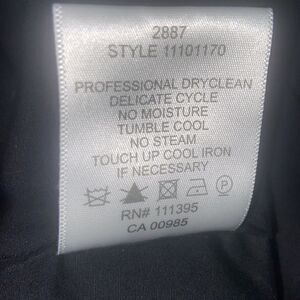 2887
STYLE 11101170
PROFESSIONAL DRYCLEAN
DELICATE CYCLE
NO MOISTURE
TUMBLE COOL
NO STEAM
TOUCH UP COOL IRON
IF NECESSARY
P
RN# 111395
CA 00985